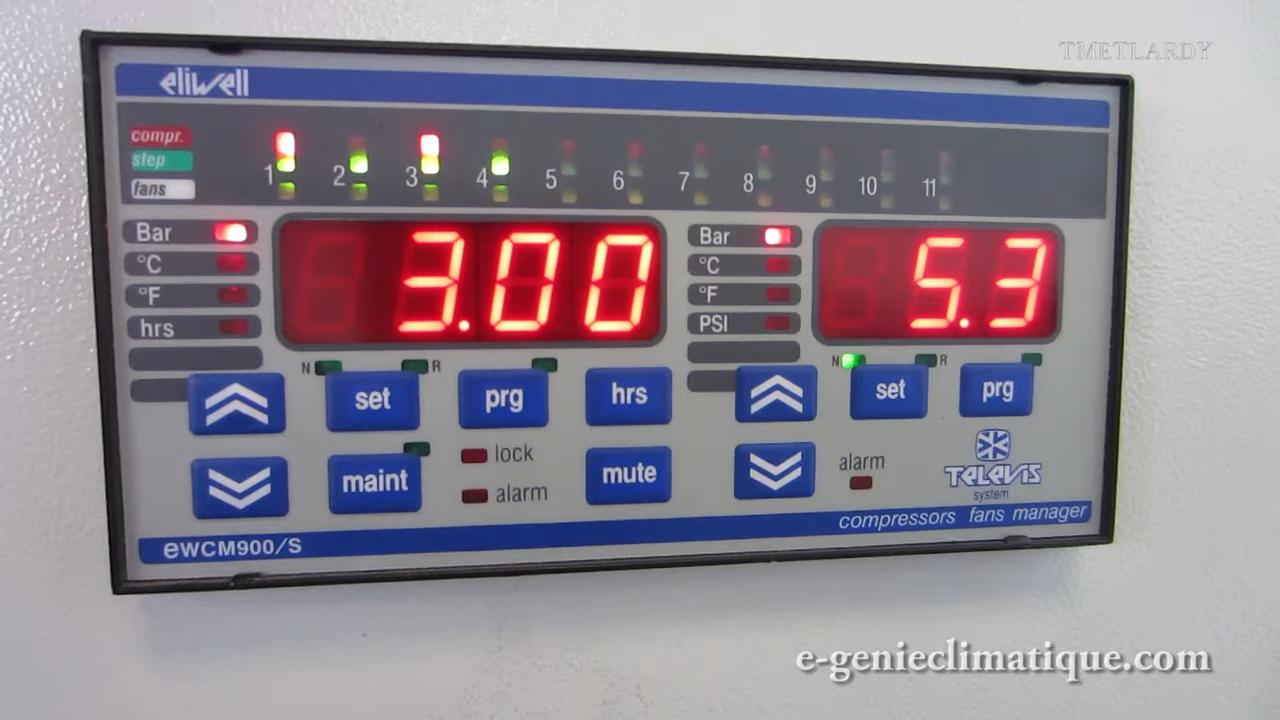 TMETLARDY
eliwell
compr.
step
fans
1 2 3 4 5 6 7 8 9 10 11
Bar
°C
°F
hrs
3.00
Bar
°C
°F
PSI
5.3
N R
N R
set prg hrs
set prg
maint
lock
alarm
mute
alarm
TELEVIS
system
compressors fans manager
eWCM900/S
e-genieclimatique.com